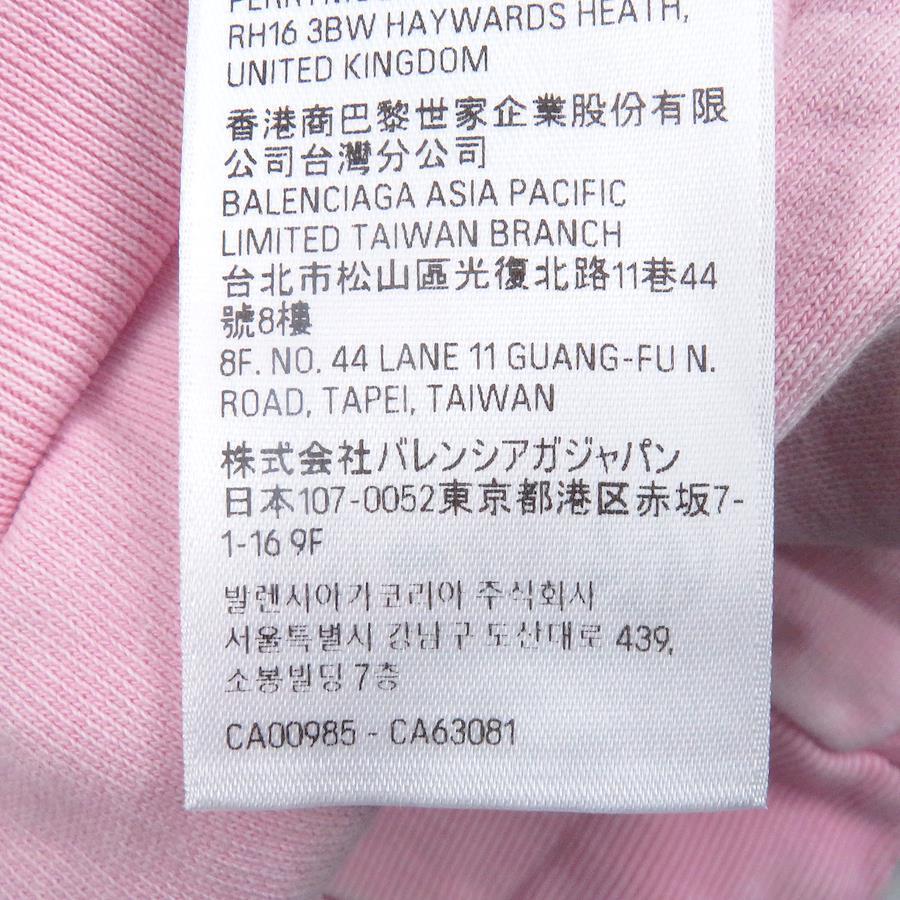 RH16 3BW HAYWARDS HEATH,
UNITED KINGDOM
香港商巴黎世家企業股份有限
公司台灣分公司
BALENCIAGA ASIA PACIFIC
LIMITED TAIWAN BRANCH
台北市松山區光復北路11巷44
號8樓
8F. NO. 44 LANE 11 GUANG-FU N.
ROAD, TAPEI, TAIWAN
株式会社バレンシアガジャパン
日本107-0052東京都港区赤坂7-
1-16 9F
발렌시아가코리아 주식회사
서울특별시 강남구 도산대로 439,
소봉빌딩 7층
CA00985 - CA63081